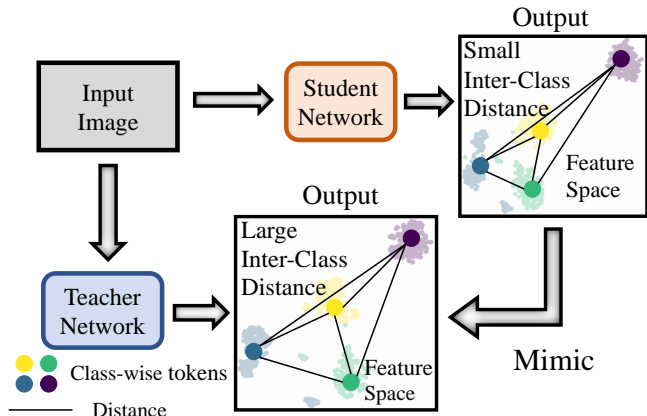 Output
Input
Image
Student
Network
Small
Inter-Class
Distance
Feature
Space
Output
Large
Inter-Class
Distance
Feature
Space
Teacher
Network
Mimic
Class-wise tokens
Distance